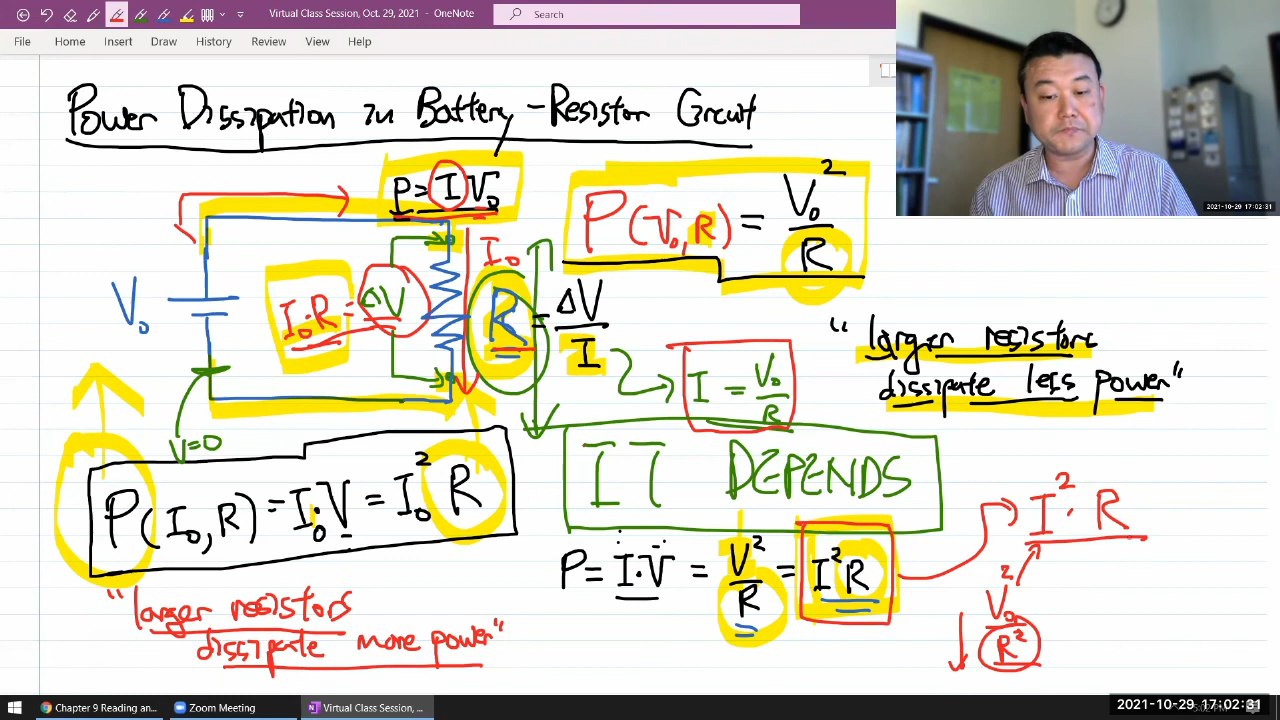 Virtual Class Session, Oct. 29, 2021 - OneNote
Search
File Home Insert Draw History Review View Help
2021-10-29 17:02:31
Power Dissipation in Battery-Resistor Circuit
P = I V₀
P(V₀, R) = V₀² / R
V₀
I₀·R = ΔV
I₀
R = ΔV / I
I = V₀ / R
V=0
"larger resistors
dissipate less power"
P(I₀, R) = I₀·V = I₀² R
IT DEPENDS
P = I·V = V² / R = I² R
I²·R
V₀² / R²
"larger resistors
dissipate more power"
Chapter 9 Reading an...
Zoom Meeting
Virtual Class Session,...
2021-10-29 17:02:31